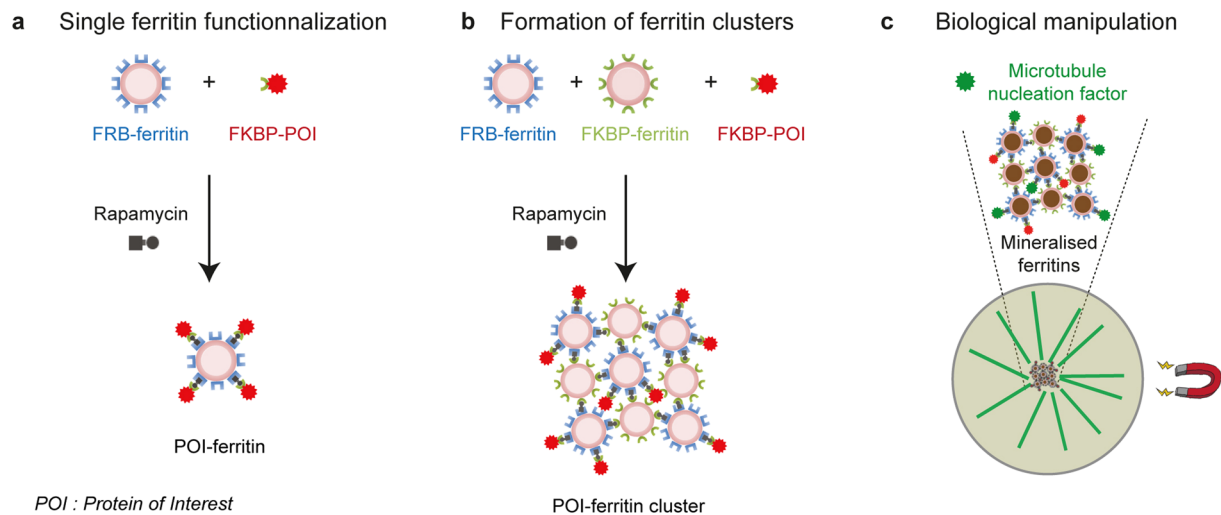 a Single ferritin functionnalization
+
FRB-ferritin FKBP-POI
Rapamycin
POI-ferritin
POI : Protein of Interest
b Formation of ferritin clusters
+ +
FRB-ferritin FKBP-ferritin FKBP-POI
Rapamycin
POI-ferritin cluster
c Biological manipulation
Microtubule
nucleation factor
Mineralised
ferritins